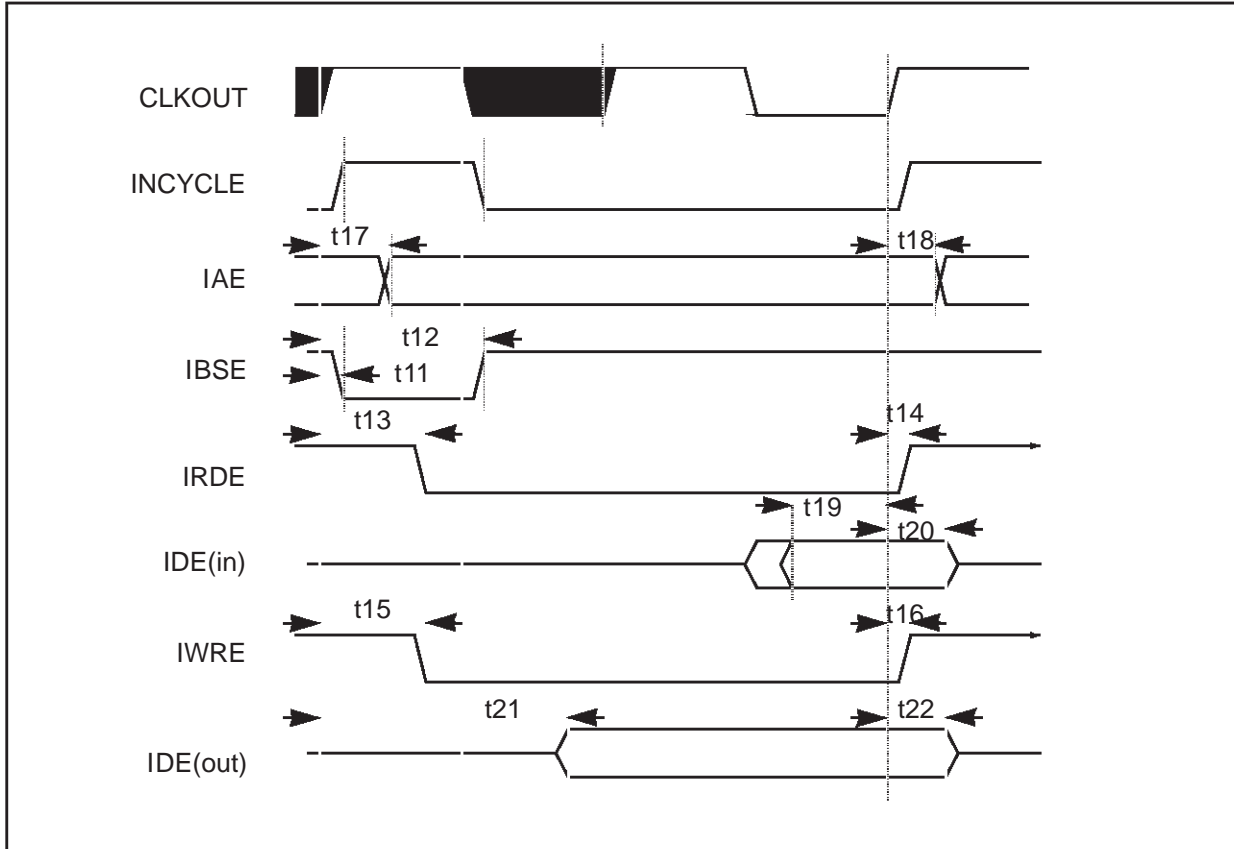 CLKOUT
INCYCLE
t17
t18
IAE
t12
IBSE
t11
t13
t14
IRDE
t19
t20
IDE(in)
t15
t16
IWRE
t21
t22
IDE(out)